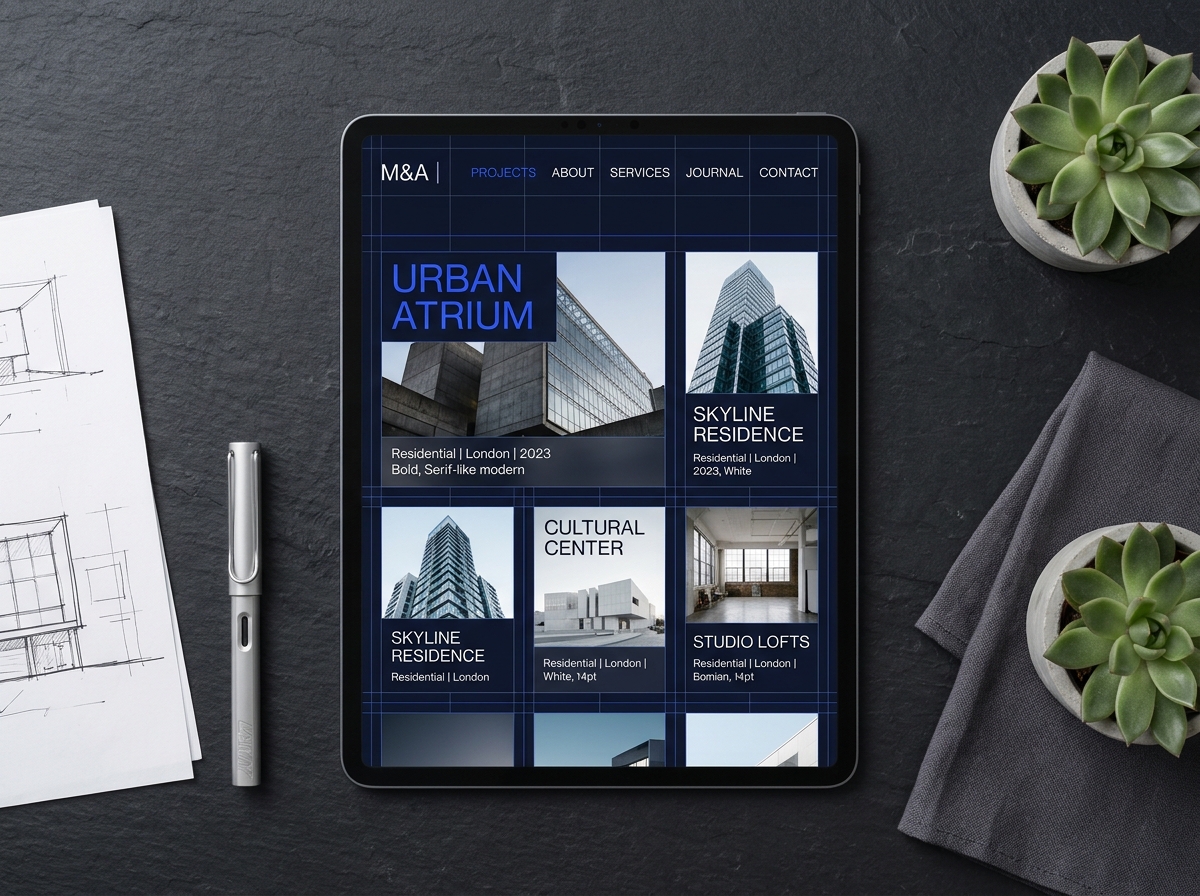 M&A
PROJECTS ABOUT SERVICES JOURNAL CONTACT
URBAN
ATRIUM
Residential | London | 2023
Bold, Serif-like modern
SKYLINE
RESIDENCE
Residential | London |
2023, White
SKYLINE
RESIDENCE
Residential | London
CULTURAL
CENTER
Residential | London |
White, 14pt
STUDIO LOFTS
Residential | London |
Bomian, 14pt